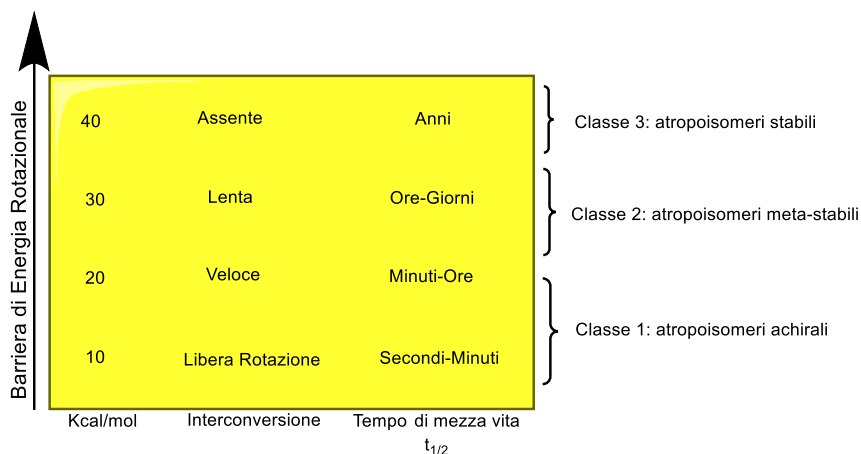 Barriera di Energia Rotazionale
40 Assente Anni
Classe 3: atropoisomeri stabili
30 Lenta Ore-Giorni
Classe 2: atropoisomeri meta-stabili
20 Veloce Minuti-Ore
Classe 1: atropoisomeri achirali
10 Libera Rotazione Secondi-Minuti
Kcal/mol Interconversione Tempo di mezza vita
t1/2